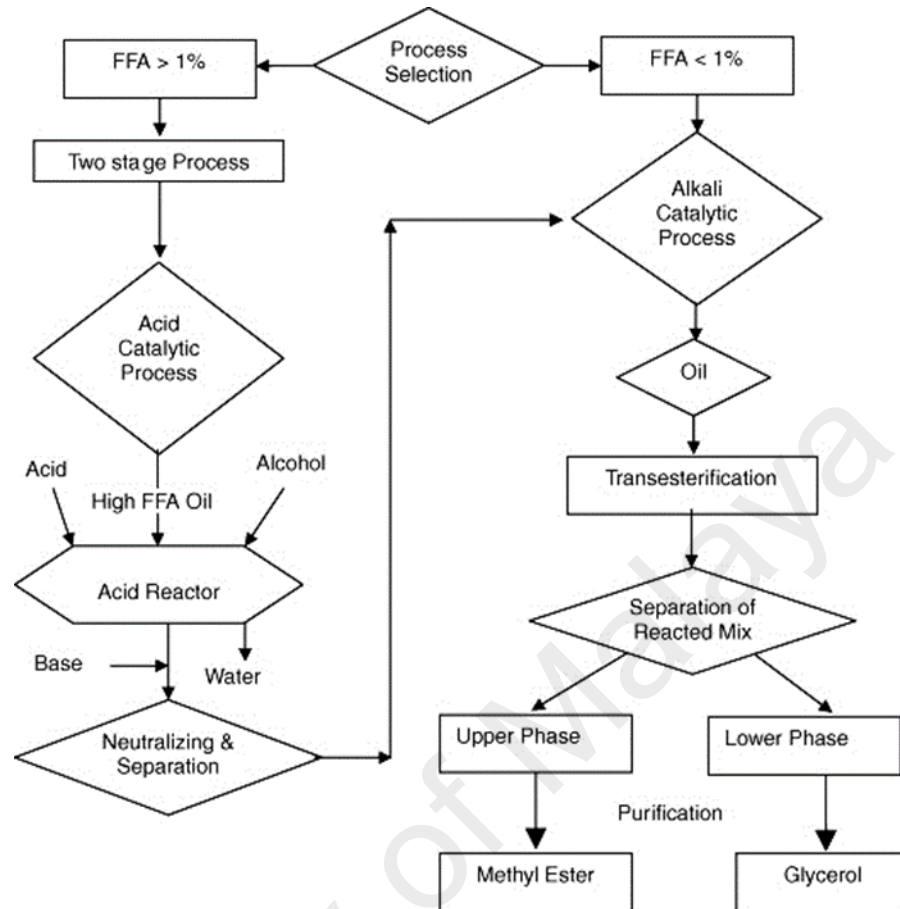 FFA > 1%
Process
Selection
FFA < 1%
Two stage Process
Alkali
Catalytic
Process
Acid
Catalytic
Process
Oil
Acid
Alcohol
High FFA Oil
Transesterification
Acid Reactor
Separation of
Reacted Mix
Base
Water
Neutralizing &
Separation
Upper Phase
Lower Phase
Purification
Methyl Ester
Glycerol
of Malaya